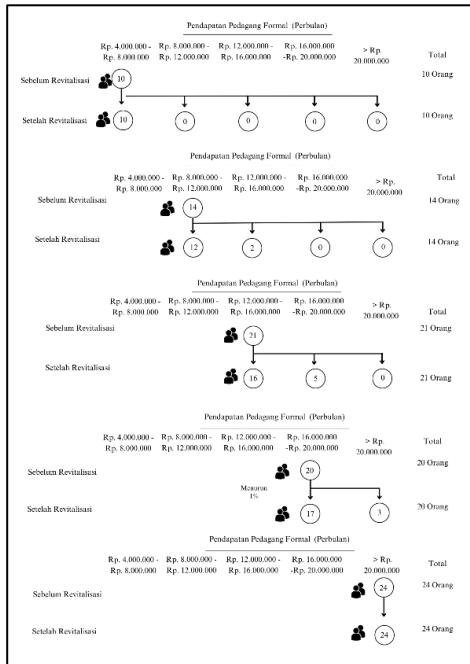 Pendapatan Pedagang Formal (Perbulan)
Rp. 4.000.000 - Rp. 8.000.000 - Rp. 12.000.000 - Rp. 16.000.000 > Rp. Total
Rp. 8.000.000 Rp. 12.000.000 Rp. 16.000.000 -Rp. 20.000.000 20.000.000
Sebelum Revitalisasi 10 10 Orang
Setelah Revitalisasi 10 0 0 0 0 10 Orang
Pendapatan Pedagang Formal (Perbulan)
Rp. 4.000.000 - Rp. 8.000.000 - Rp. 12.000.000 - Rp. 16.000.000 > Rp. Total
Rp. 8.000.000 Rp. 12.000.000 Rp. 16.000.000 -Rp. 20.000.000 20.000.000
Sebelum Revitalisasi 14 14 Orang
Setelah Revitalisasi 12 2 0 0 14 Orang
Pendapatan Pedagang Formal (Perbulan)
Rp. 4.000.000 - Rp. 8.000.000 - Rp. 12.000.000 - Rp. 16.000.000 > Rp. Total
Rp. 8.000.000 Rp. 12.000.000 Rp. 16.000.000 -Rp. 20.000.000 20.000.000
Sebelum Revitalisasi 21 21 Orang
Setelah Revitalisasi 16 5 0 21 Orang
Pendapatan Pedagang Formal (Perbulan)
Rp. 4.000.000 - Rp. 8.000.000 - Rp. 12.000.000 - Rp. 16.000.000 > Rp. Total
Rp. 8.000.000 Rp. 12.000.000 Rp. 16.000.000 -Rp. 20.000.000 20.000.000
Sebelum Revitalisasi 20 20 Orang
Menurun
1%
Setelah Revitalisasi 17 3 20 Orang
Pendapatan Pedagang Formal (Perbulan)
Rp. 4.000.000 - Rp. 8.000.000 - Rp. 12.000.000 - Rp. 16.000.000 > Rp. Total
Rp. 8.000.000 Rp. 12.000.000 Rp. 16.000.000 -Rp. 20.000.000 20.000.000
Sebelum Revitalisasi 24 24 Orang
Setelah Revitalisasi 24 24 Orang